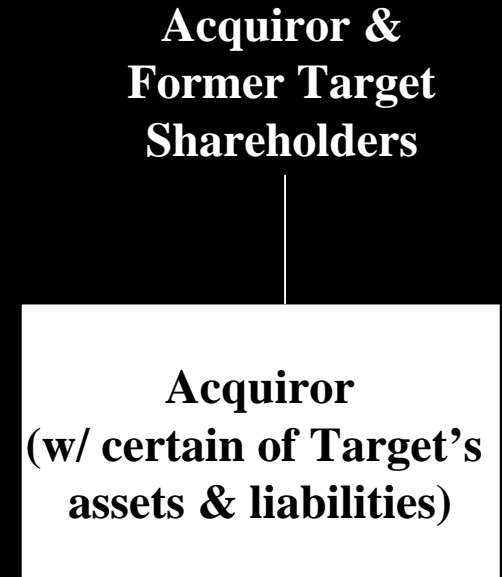 Acquiror &
Former Target
Shareholders
Acquiror
(w/ certain of Target’s
assets & liabilities)